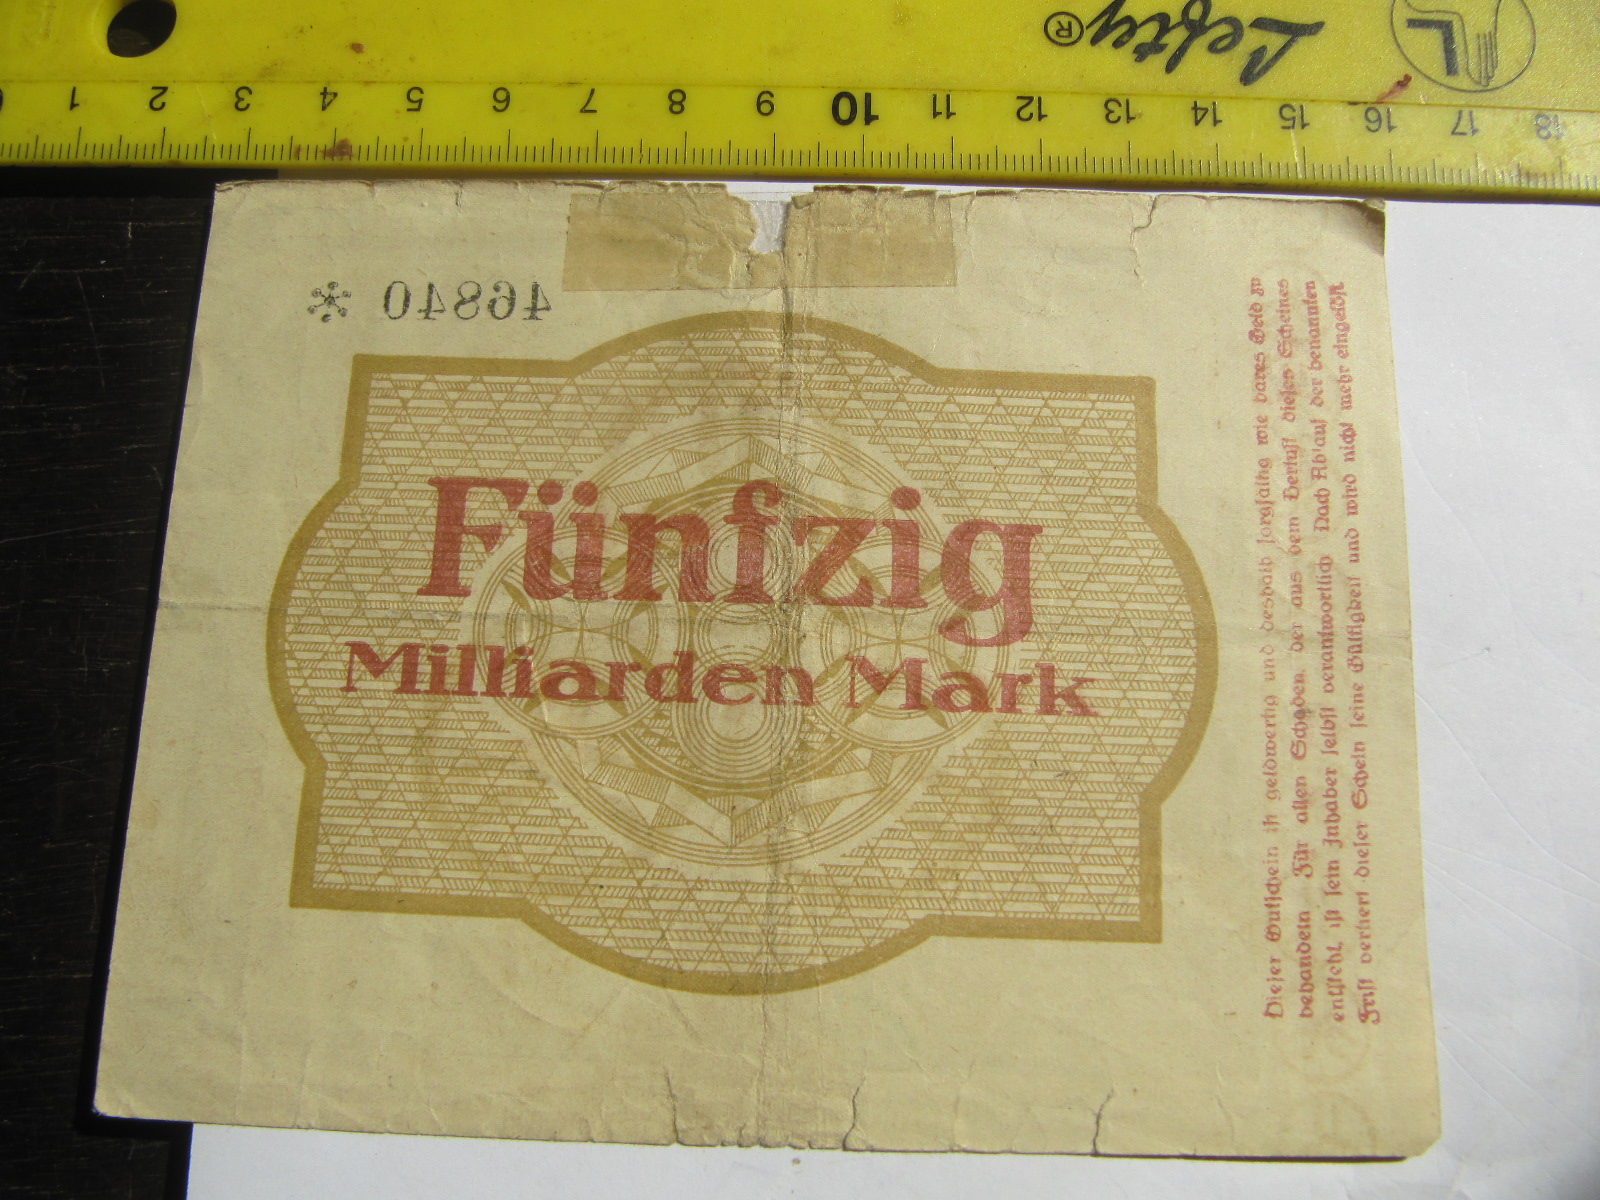 Lefty®
L
1 2 3 4 5 6 7 8 9 10 11 12 13 14 15 16 17 18
46840
Fünfzig
Milliarden Mark
Dieser Gutschein ist geldwertig und deshalb sorgfältig wie bares Geld zu
behandeln. Für allen Schaden, der aus dem Verlust dieses Scheines
entsteht, ist sein Inhaber selbst verantwortlich. Nach Ablauf der benannten
Frist verliert dieser Schein seine Gültigkeit und wird nicht mehr eingelöst